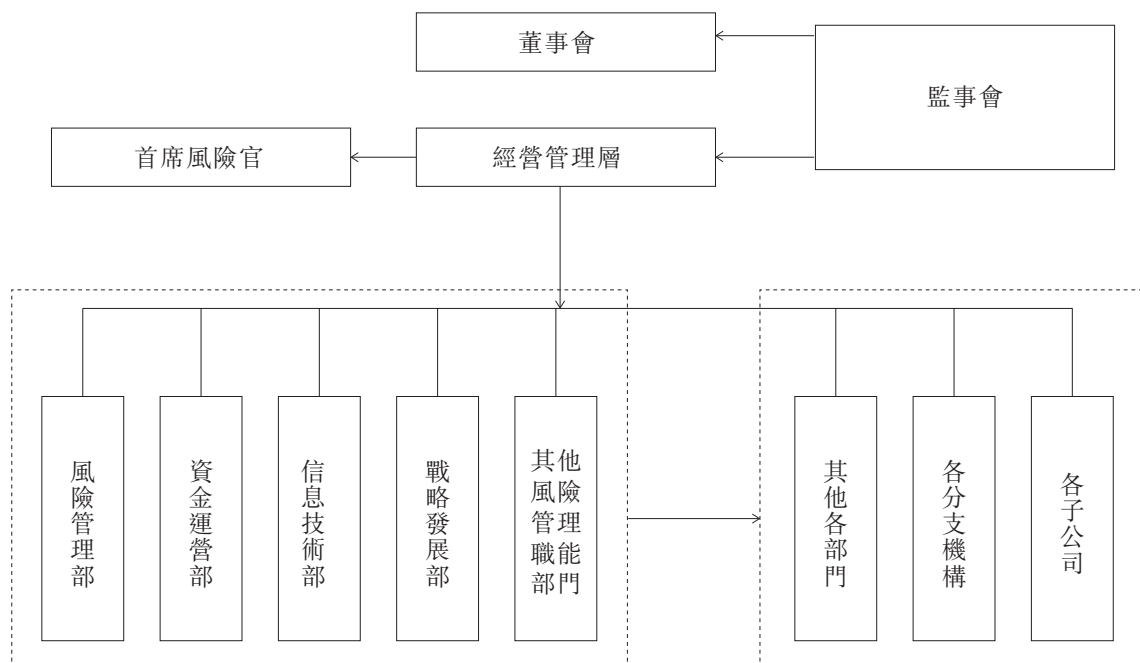 董事會
監事會
首席風險官
經營管理層
風險管理部
資金運營部
信息技術部
戰略發展部
其他
風險
管理
職能
部門
其他各部門
各分支機構
各子公司